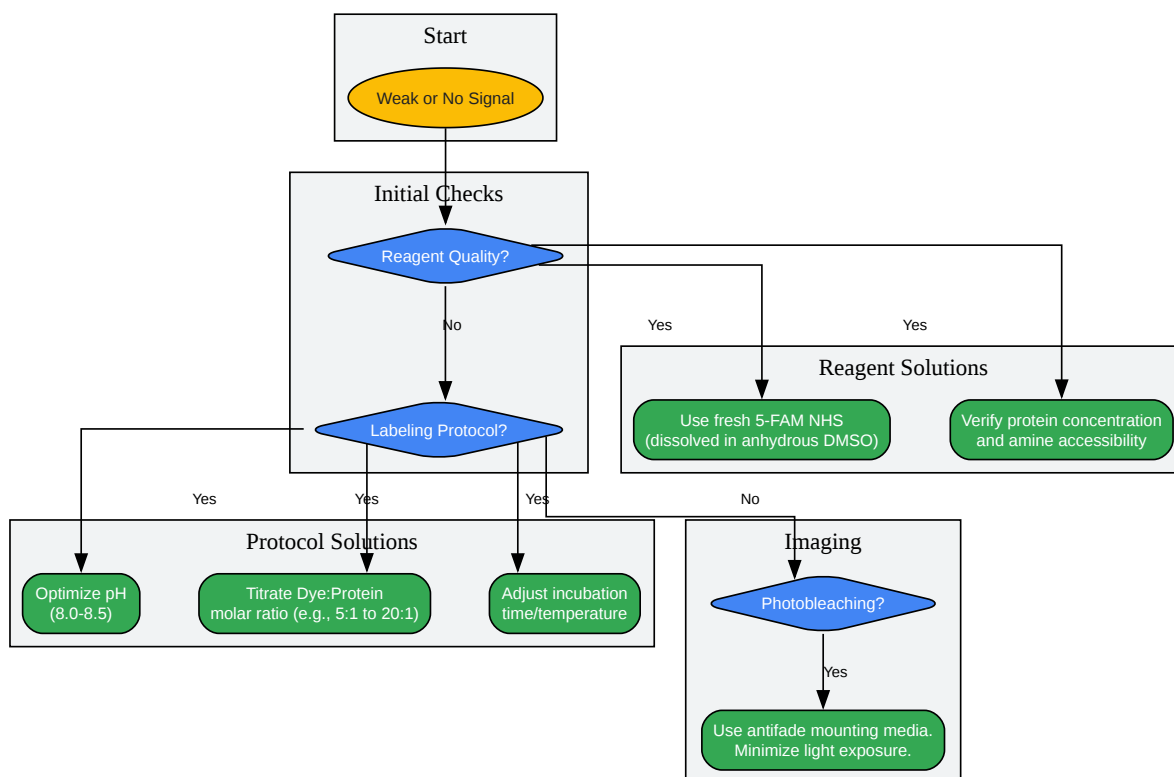 Start
Weak or No Signal
Initial Checks
Reagent Quality?
No
Yes
Yes
Reagent Solutions
Use fresh 5-FAM NHS
(dissolved in anhydrous DMSO)
Verify protein concentration
and amine accessibility
Labeling Protocol?
Yes
Yes
Yes
No
Protocol Solutions
Optimize pH
(8.0-8.5)
Titrate Dye:Protein
molar ratio (e.g., 5:1 to 20:1)
Adjust incubation
time/temperature
Imaging
Photobleaching?
Yes
Use antifade mounting media.
Minimize light exposure.